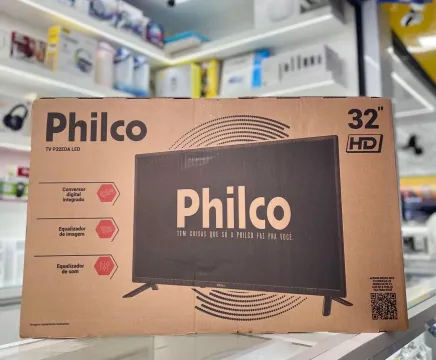 Philco
TV P32EDA LED
32"
HD
Conversor
digital
integrado
Equalizador
de imagem
Equalizador
de som
Philco
TEM COISAS QUE SÓ A PHILCO FAZ PRA VOCÊ.